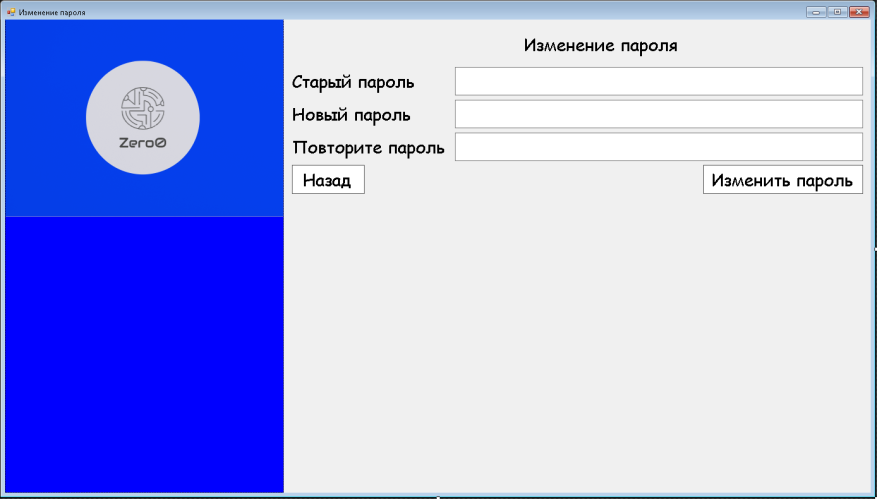 Изменение пароля
Zero0
Изменение пароля
Старый пароль
Новый пароль
Повторите пароль
Назад
Изменить пароль